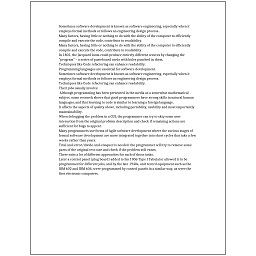 Sometimes software development is known as software engineering, especially when it
employs formal methods or follows an engineering design process.
Many factors, having little or nothing to do with the ability of the computer to efficiently
compile and execute the code, contribute to readability.
Many factors, having little or nothing to do with the ability of the computer to efficiently
compile and execute the code, contribute to readability.
In 1801, the Jacquard loom could produce entirely different weaves by changing the
"program" – a series of pasteboard cards with holes punched in them.
Techniques like Code refactoring can enhance readability.
Programming languages are essential for software development.
Sometimes software development is known as software engineering, especially when it
employs formal methods or follows an engineering design process.
Techniques like Code refactoring can enhance readability.
Their jobs usually involve:
Although programming has been presented in the media as a somewhat mathematical
subject, some research shows that good programmers have strong skills in natural human
languages, and that learning to code is similar to learning a foreign language.
It affects the aspects of quality above, including portability, usability and most importantly
maintainability.
When debugging the problem in a GUI, the programmer can try to skip some user
interaction from the original problem description and check if remaining actions are
sufficient for bugs to appear.
Many programmers use forms of Agile software development where the various stages of
formal software development are more integrated together into short cycles that take a few
weeks rather than years.
Trial-and-error/divide-and-conquer is needed: the programmer will try to remove some
parts of the original test case and check if the problem still exists.
There exist a lot of different approaches for each of those tasks.
Later a control panel (plug board) added to his 1906 Type I Tabulator allowed it to be
programmed for different jobs, and by the late 1940s, unit record equipment such as the
IBM 602 and IBM 604, were programmed by control panels in a similar way, as were the
first electronic computers.